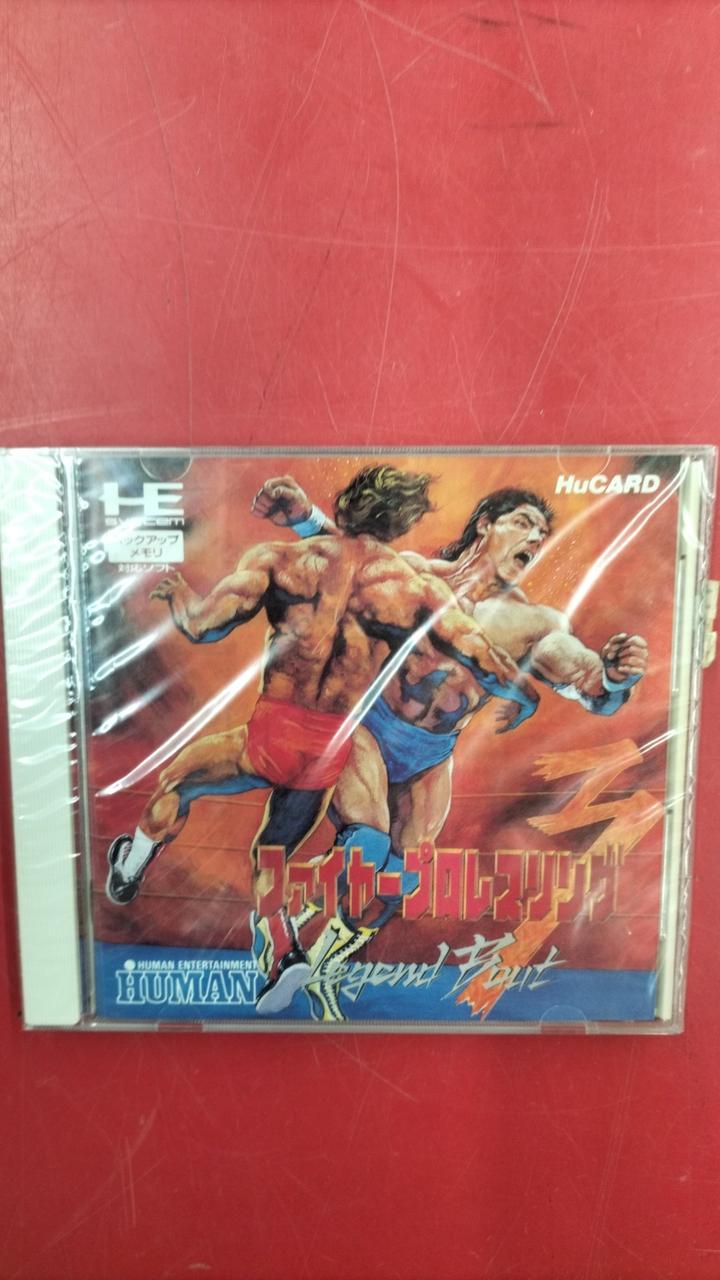 HuCARD
HE
SYSTEM
バックアップ
メモリ
対応ソフト
3
ファイヤープロレスリング
Legend Bout
HUMAN ENTERTAINMENT
HUMAN